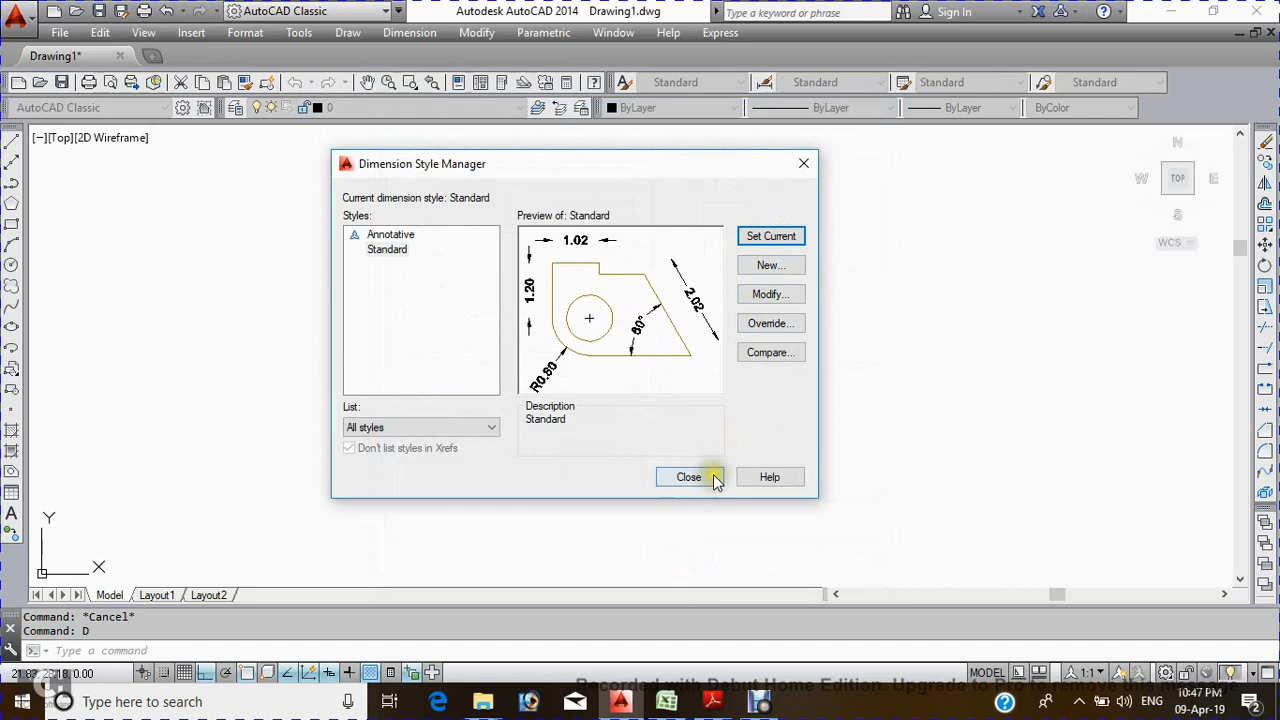 AutoCAD Classic
Autodesk AutoCAD 2014 Drawing1.dwg
Type a keyword or phrase
Sign In
File Edit View Insert Format Tools Draw Dimension Modify Parametric Window Help Express
Drawing1*
Standard Standard Standard Standard
AutoCAD Classic 0 ByLayer ByLayer ByLayer ByColor
[−][Top][2D Wireframe]
N
W TOP E
S
WCS
Dimension Style Manager
Current dimension style: Standard
Styles:
Annotative
Standard
Preview of: Standard
1.02
1.20
2.02
60°
R0.80
Set Current
New...
Modify...
Override...
Compare...
List:
All styles
Don't list styles in Xrefs
Description
Standard
Close
Help
Y
X
Model Layout1 Layout2
Command: *Cancel*
Command: D
Type a command
MODEL
1:1
Recorded with Debut Home Edition. Upgrade to Pro to remove this message
Type here to search
ENG
10:47 PM
09-Apr-19
2